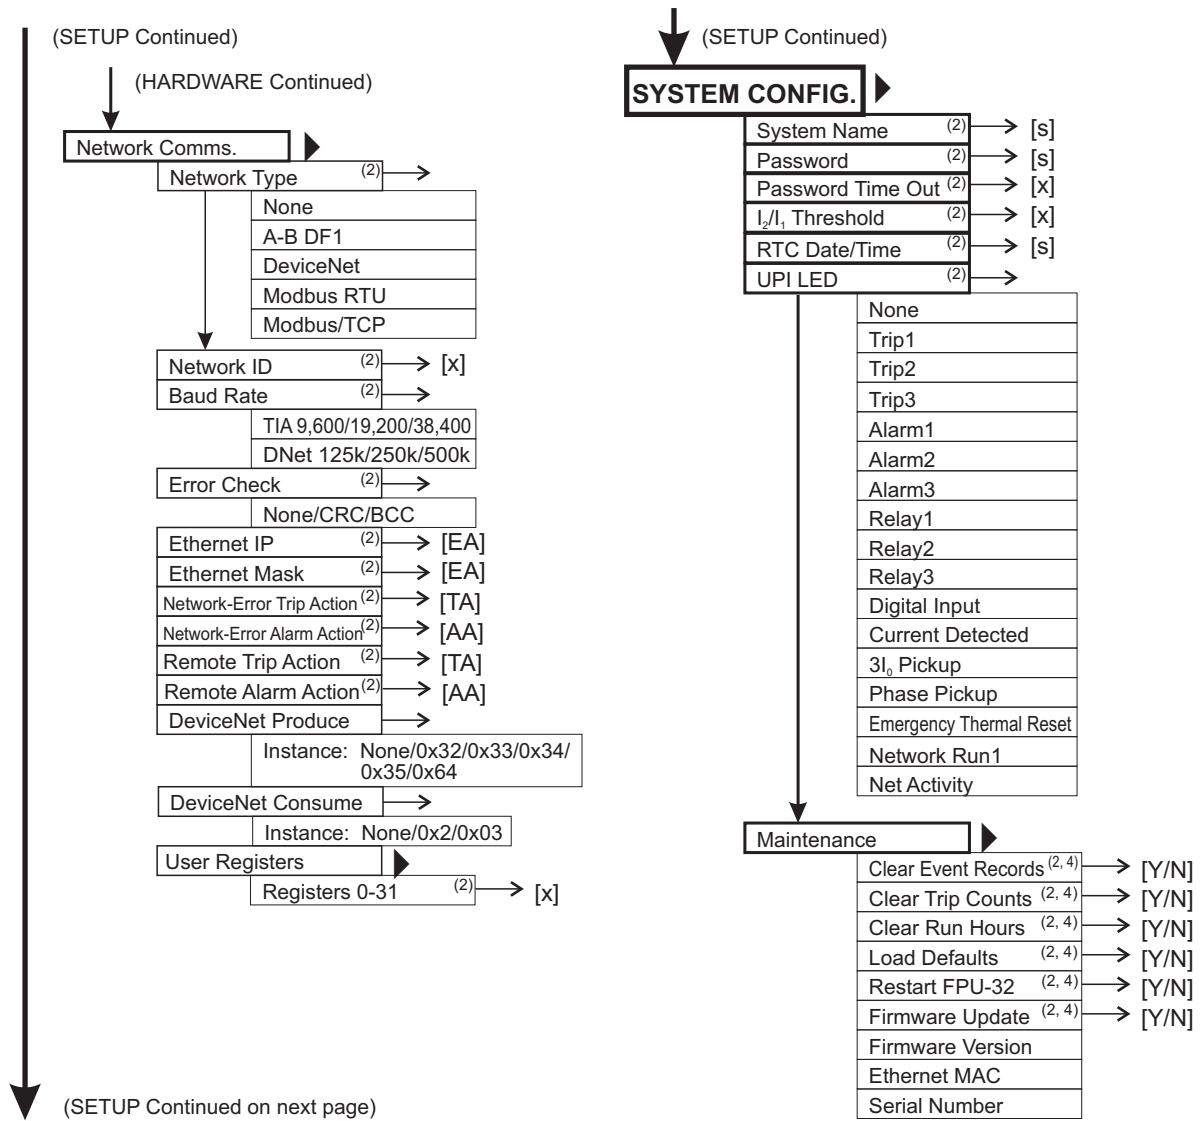 (SETUP Continued)
(HARDWARE Continued)
Network Comms.
Network Type (2)
None
A-B DF1
DeviceNet
Modbus RTU
Modbus/TCP
Network ID (2) [x]
Baud Rate (2)
TIA 9,600/19,200/38,400
DNet 125k/250k/500k
Error Check (2)
None/CRC/BCC
Ethernet IP (2) [EA]
Ethernet Mask (2) [EA]
Network-Error Trip Action (2) [TA]
Network-Error Alarm Action (2) [AA]
Remote Trip Action (2) [TA]
Remote Alarm Action (2) [AA]
DeviceNet Produce
Instance: None/0x32/0x33/0x34/
0x35/0x64
DeviceNet Consume
Instance: None/0x2/0x03
User Registers
Registers 0-31 (2) [x]
(SETUP Continued on next page)
(SETUP Continued)
SYSTEM CONFIG.
System Name (2) [s]
Password (2) [s]
Password Time Out (2) [x]
I₂/I₁ Threshold (2) [x]
RTC Date/Time (2) [s]
UPI LED (2)
None
Trip1
Trip2
Trip3
Alarm1
Alarm2
Alarm3
Relay1
Relay2
Relay3
Digital Input
Current Detected
3I₀ Pickup
Phase Pickup
Emergency Thermal Reset
Network Run1
Net Activity
Maintenance
Clear Event Records (2, 4) [Y/N]
Clear Trip Counts (2, 4) [Y/N]
Clear Run Hours (2, 4) [Y/N]
Load Defaults (2, 4) [Y/N]
Restart FPU-32 (2, 4) [Y/N]
Firmware Update (2, 4) [Y/N]
Firmware Version
Ethernet MAC
Serial Number